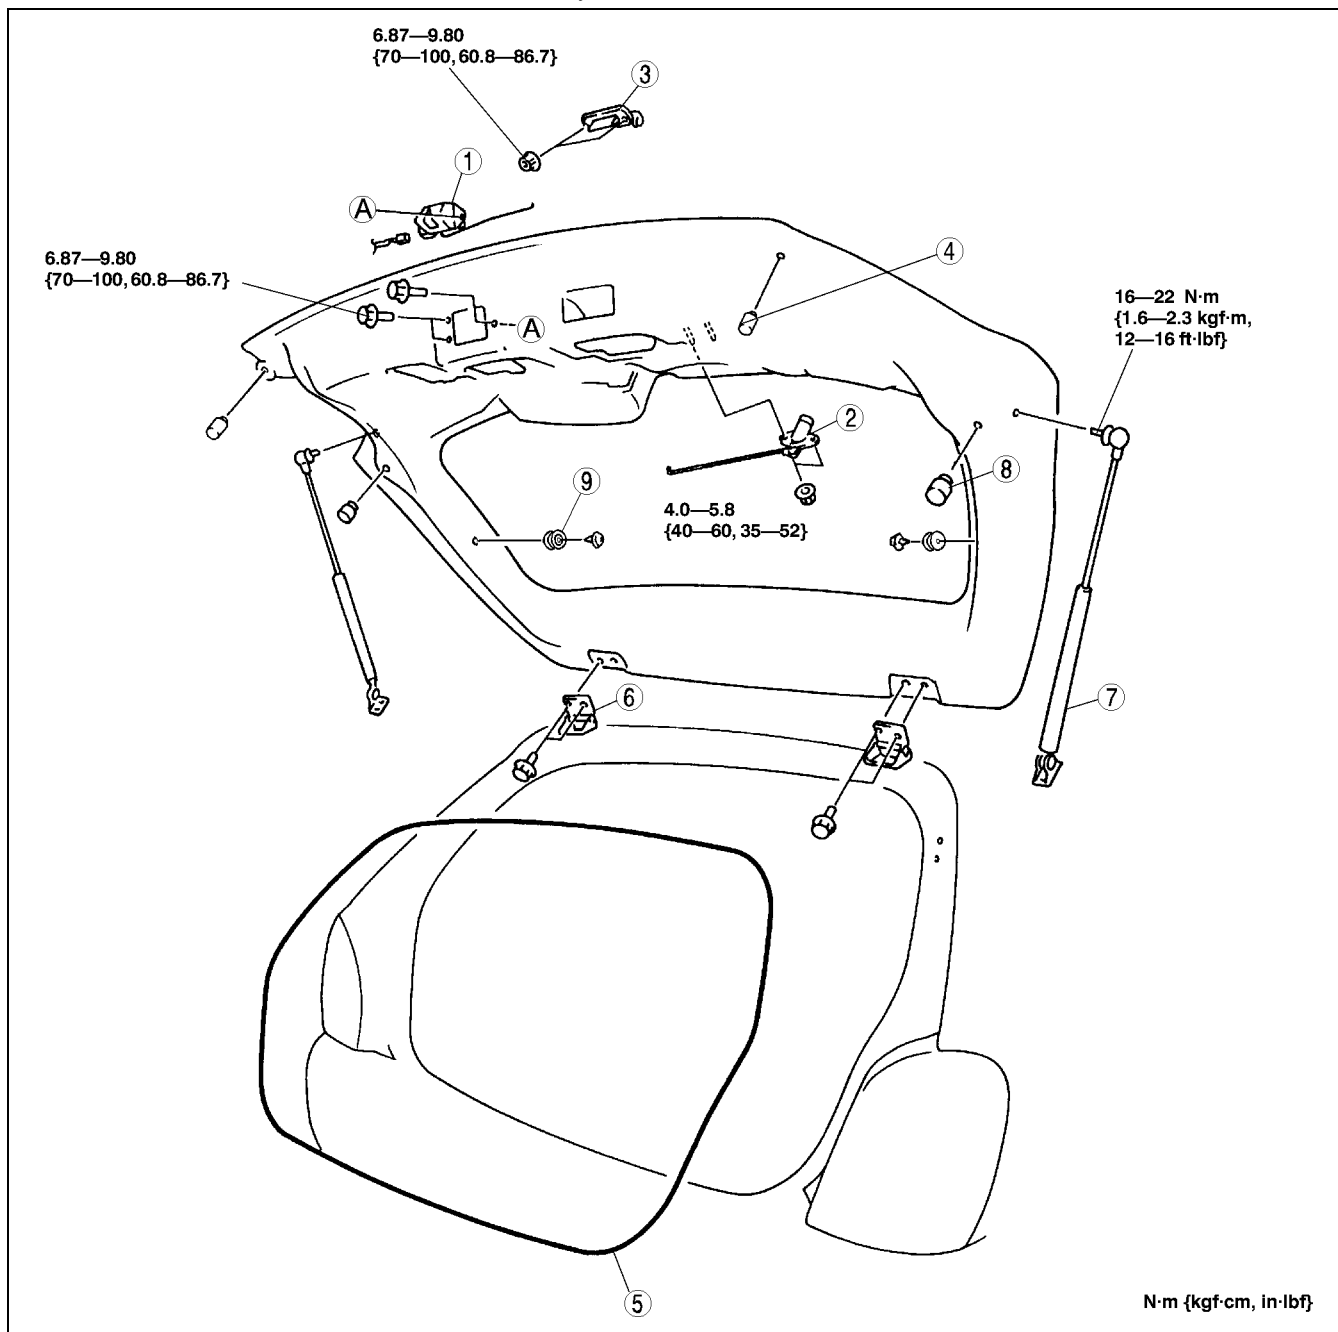 6.87—9.80
{70—100, 60.8—86.7}
3
1
A
6.87—9.80
{70—100, 60.8—86.7}
4
A
16—22 N·m
{1.6—2.3 kgf·m,
12—16 ft·lbf}
2
8
9
4.0—5.8
{40—60, 35—52}
6
7
5
N·m {kgf·cm, in·lbf}